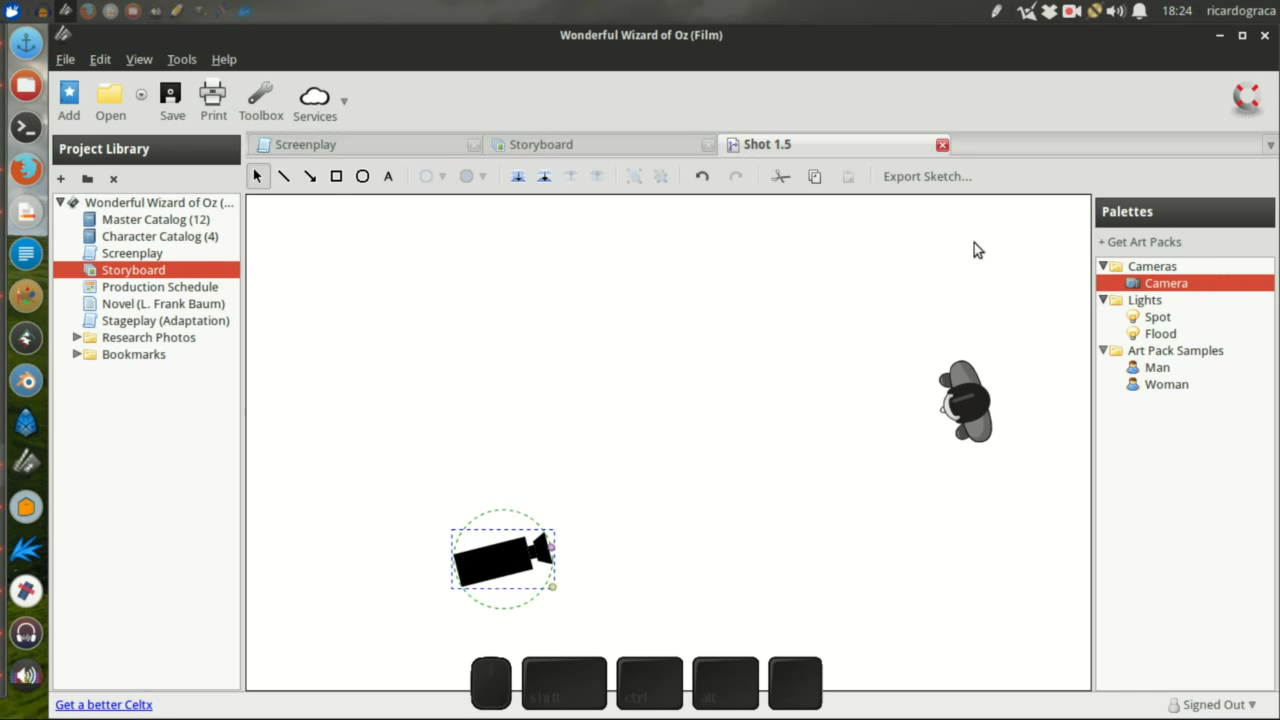 18:24 ricardograca
Wonderful Wizard of Oz (Film)
File Edit View Tools Help
Add Open Save Print Toolbox Services
Project Library
Screenplay Storyboard Shot 1.5
A Export Sketch...
Wonderful Wizard of Oz (...
Master Catalog (12)
Character Catalog (4)
Screenplay
Storyboard
Production Schedule
Novel (L. Frank Baum)
Stageplay (Adaptation)
Research Photos
Bookmarks
Palettes
+ Get Art Packs
Cameras
Camera
Lights
Spot
Flood
Art Pack Samples
Man
Woman
shift ctrl alt
Get a better Celtx
Signed Out